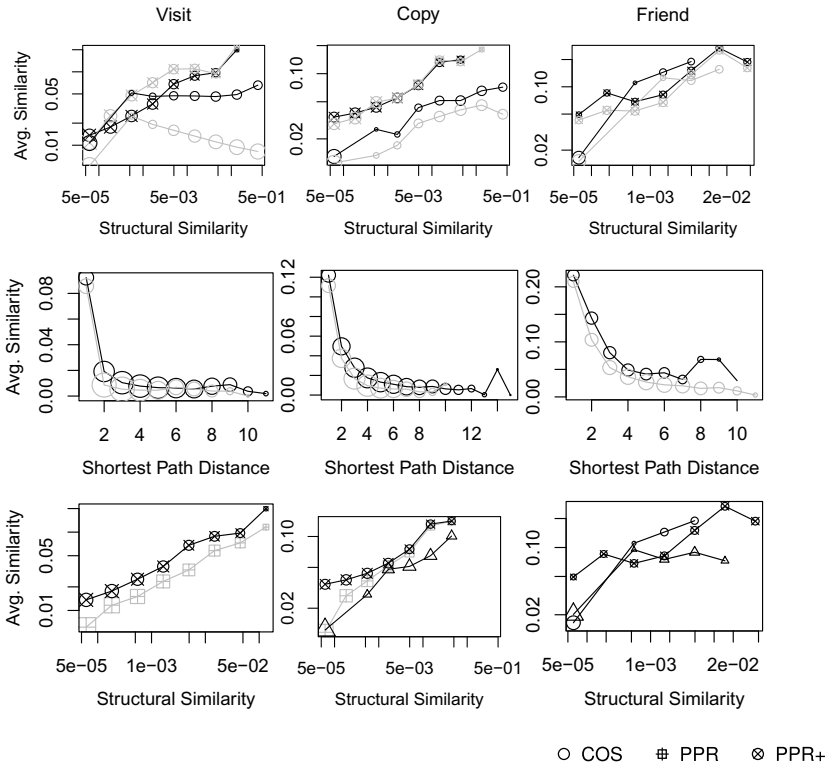 Visit Copy Friend
Avg. Similarity
0.01 0.05
0.02 0.10
0.02 0.10
5e−05 5e−03 5e−01
5e−05 5e−03 5e−01
5e−05 1e−03 2e−02
Structural Similarity Structural Similarity Structural Similarity
Avg. Similarity
0.00 0.04 0.08
0.00 0.06 0.12
0.00 0.10 0.20
2 4 6 8 10
2 4 6 8 12
2 4 6 8 10
Shortest Path Distance Shortest Path Distance Shortest Path Distance
Avg. Similarity
0.01 0.05
0.02 0.10
0.02 0.10
5e−05 1e−03 5e−02
5e−05 5e−03 5e−01
5e−05 1e−03 2e−02
Structural Similarity Structural Similarity Structural Similarity
COS PPR PPR+